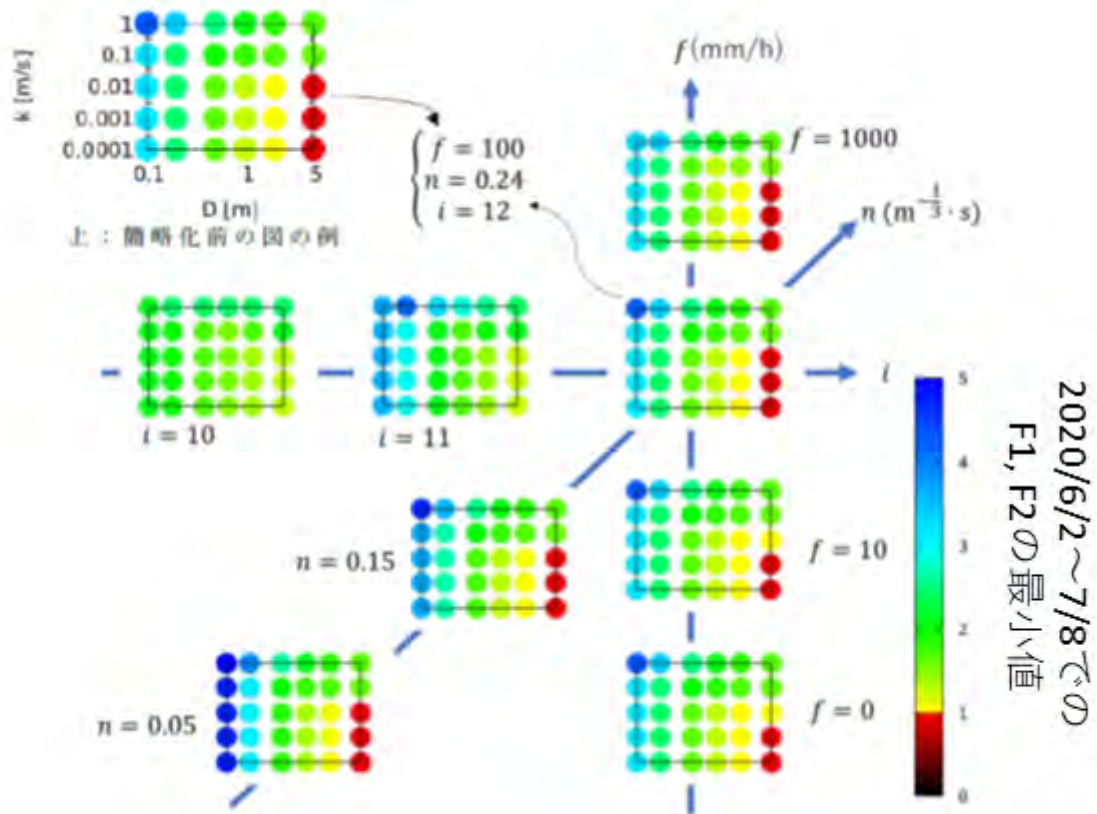 1
0.1
0.01
0.001
0.0001
k [m/s]
0.1
1
5
D [m]
上：簡略化前の図の例
f = 100
n = 0.24
i = 12
f(mm/h)
f = 1000
n (m^{-1/3}・s)
i = 10
i = 11
i
n = 0.15
f = 10
n = 0.05
f = 0
5
4
3
2
1
0
2020/6/2～7/8での
F1, F2の最小値